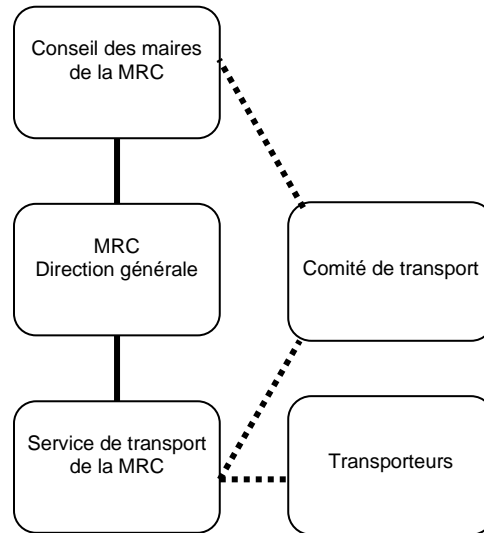 Conseil des maires
de la MRC
MRC
Direction générale
Comité de transport
Service de transport
de la MRC
Transporteurs